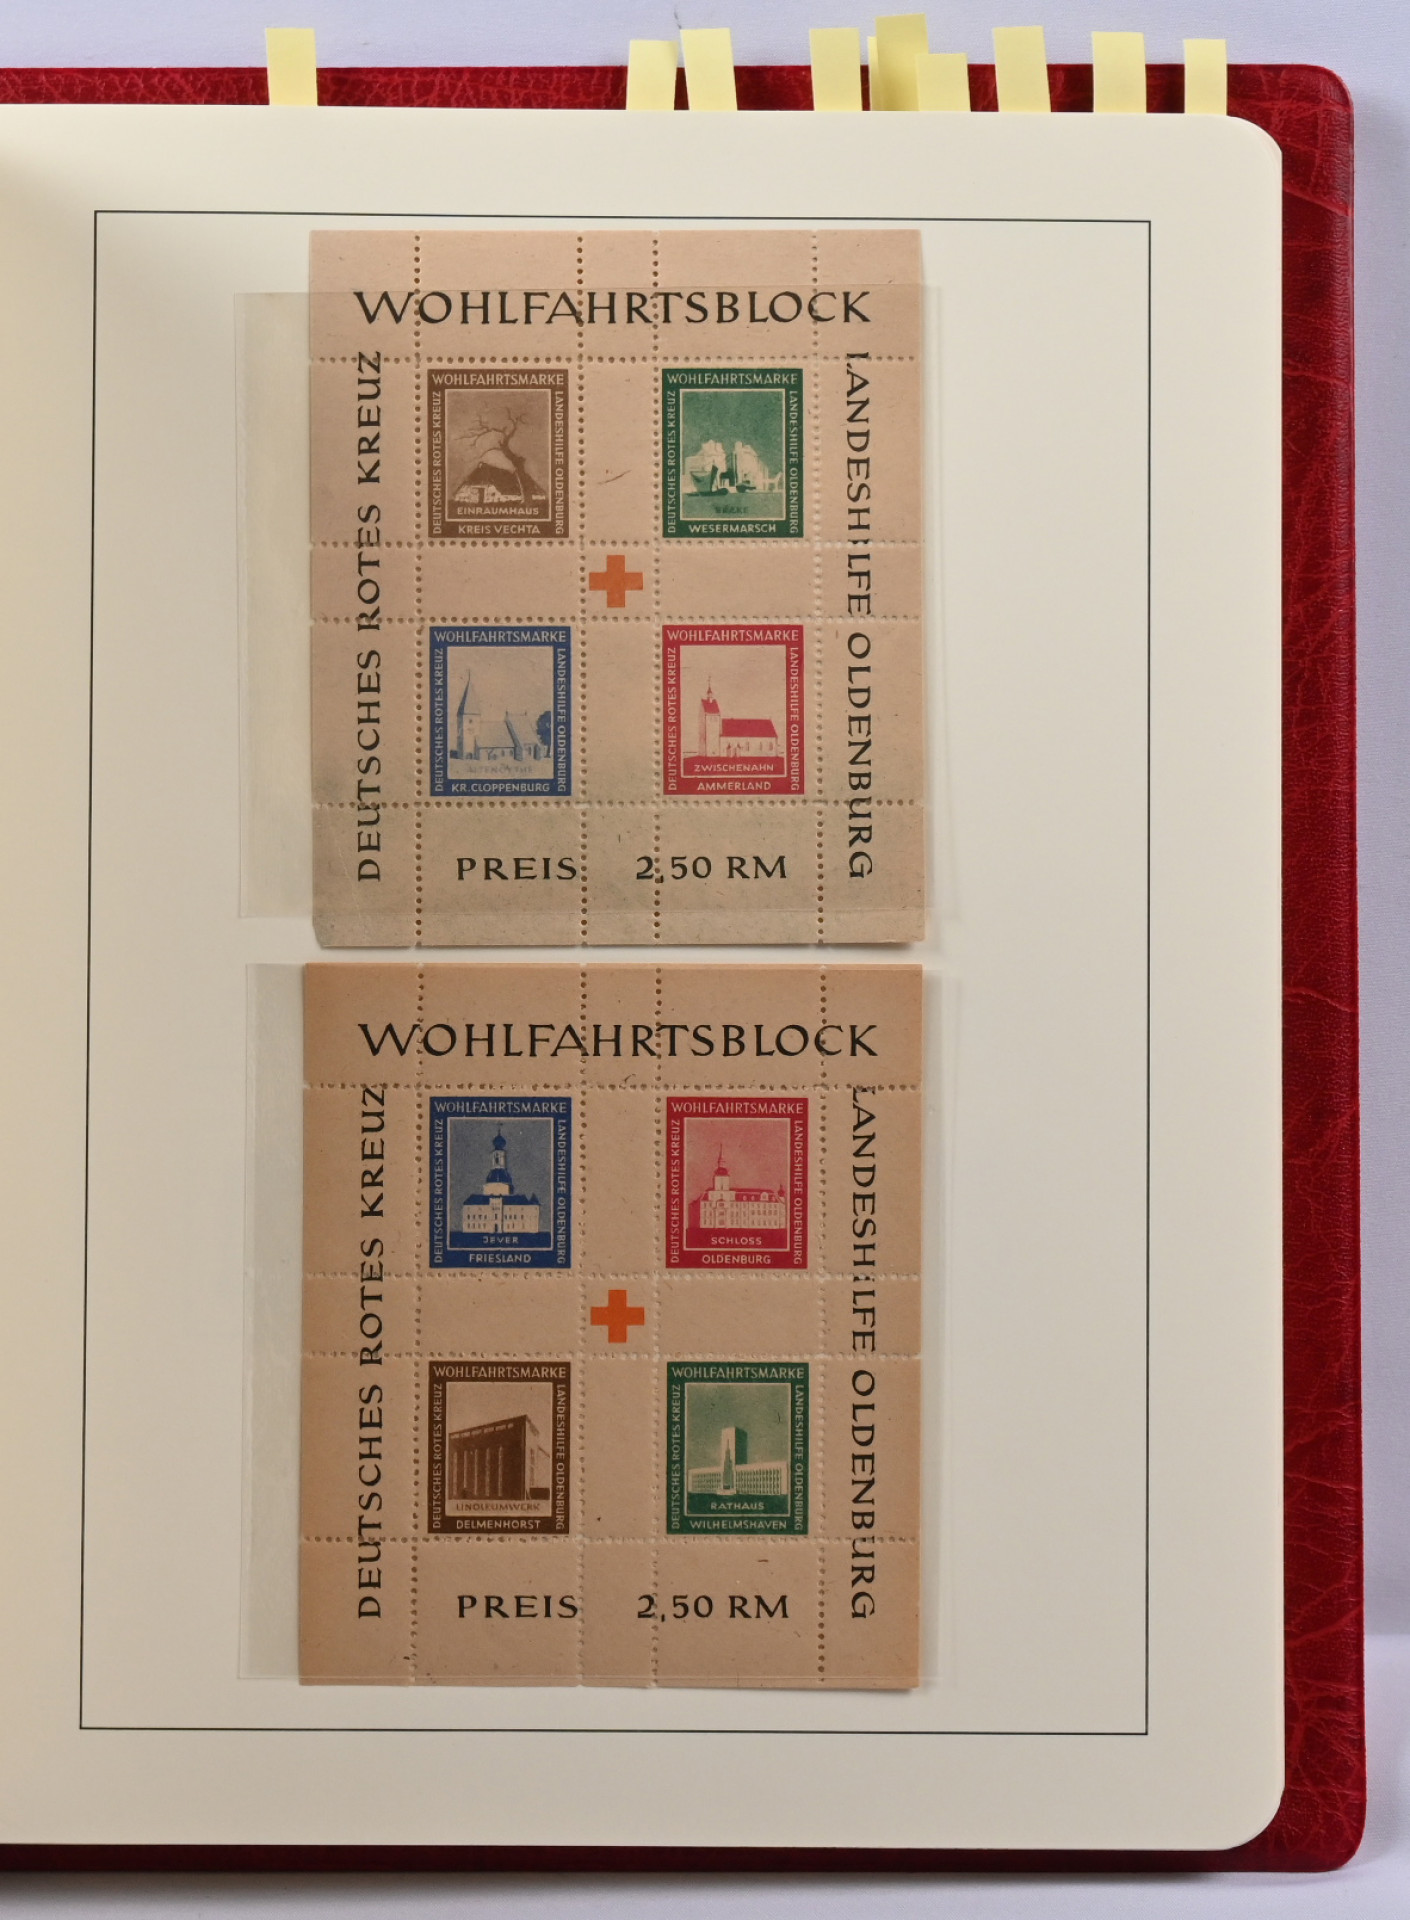 WOHLFAHRTSBLOCK
DEUTSCHES ROTES KREUZ
LANDESHILFE OLDENBURG
WOHLFAHRTSMARKE
DEUTSCHES ROTES KREUZ
LANDESHILFE OLDENBURG
EINRAUMHAUS
KREIS VECHTA
WOHLFAHRTSMARKE
DEUTSCHES ROTES KREUZ
LANDESHILFE OLDENBURG
WESERMARSCH
WOHLFAHRTSMARKE
DEUTSCHES ROTES KREUZ
LANDESHILFE OLDENBURG
KR. CLOPPENBURG
WOHLFAHRTSMARKE
DEUTSCHES ROTES KREUZ
LANDESHILFE OLDENBURG
ZWISCHENAHN
AMMERLAND
PREIS 2,50 RM
WOHLFAHRTSBLOCK
DEUTSCHES ROTES KREUZ
LANDESHILFE OLDENBURG
WOHLFAHRTSMARKE
DEUTSCHES ROTES KREUZ
LANDESHILFE OLDENBURG
JEVER
FRIESLAND
WOHLFAHRTSMARKE
DEUTSCHES ROTES KREUZ
LANDESHILFE OLDENBURG
SCHLOSS
OLDENBURG
WOHLFAHRTSMARKE
DEUTSCHES ROTES KREUZ
LANDESHILFE OLDENBURG
LINOLEUMWERK
DELMENHORST
WOHLFAHRTSMARKE
DEUTSCHES ROTES KREUZ
LANDESHILFE OLDENBURG
RATHAUS
WILHELMSHAVEN
PREIS 2,50 RM